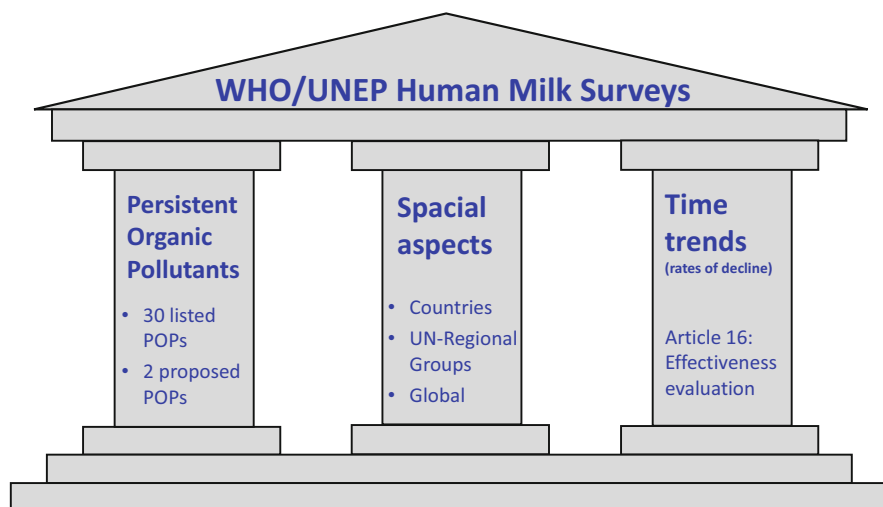 WHO/UNEP Human Milk Surveys
Persistent
Organic
Pollutants
• 30 listed
POPs
• 2 proposed
POPs
Spacial
aspects
• Countries
• UN-Regional
Groups
• Global
Time
trends
(rates of decline)
Article 16:
Effectiveness
evaluation